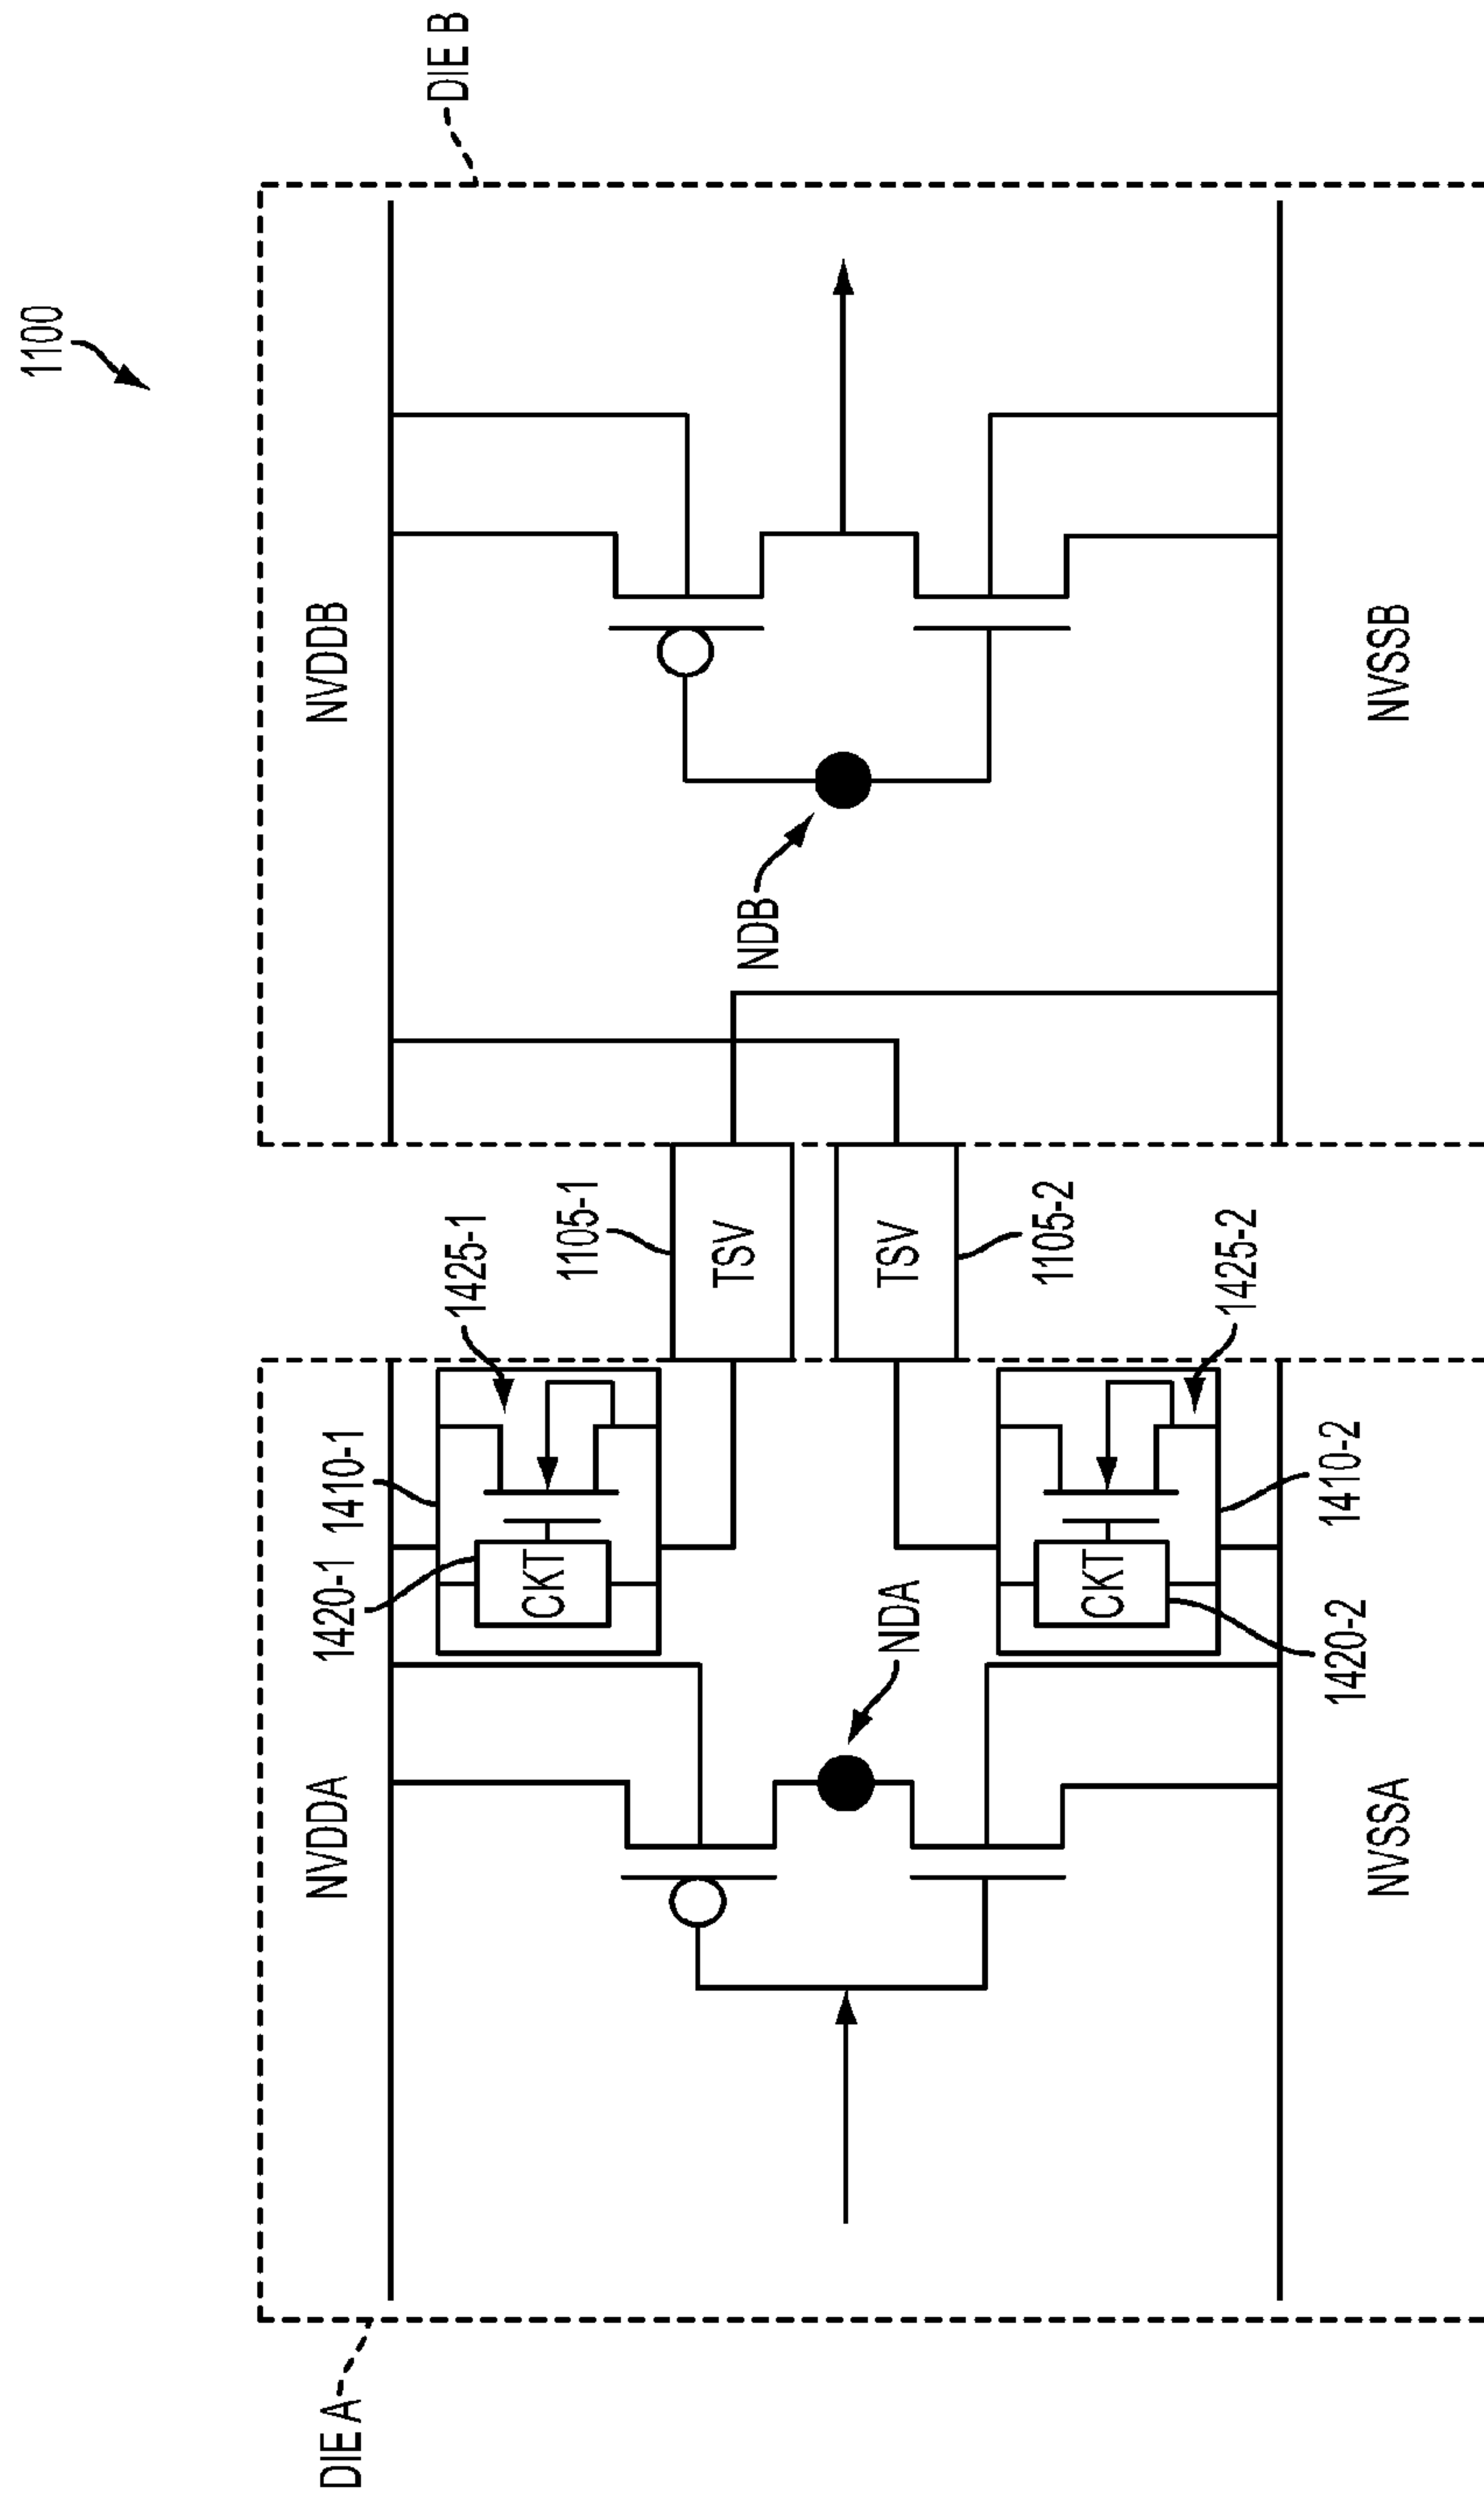 1100
DIE A
DIE B
NVDDA
NVDDB
1420-1
1410-1
1425-1
1105-1
CKT
TSV
NDB
NDA
TSV
1105-2
CKT
1425-2
1420-2
1410-2
NVSSA
NVSSB